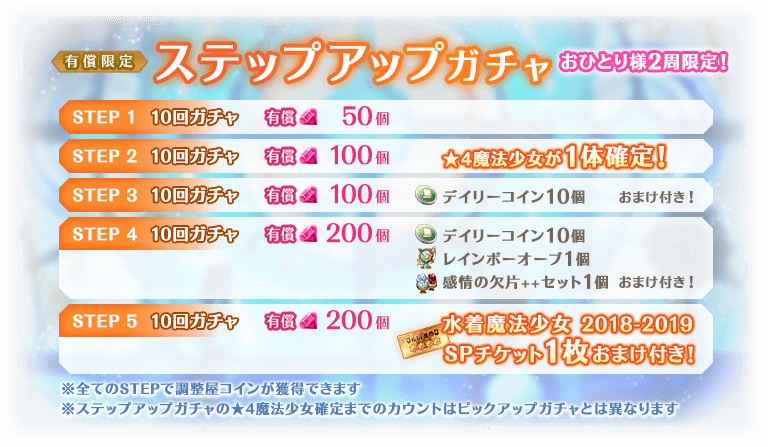 有償限定 ステップアップガチャ おひとり様2周限定!
STEP 1 10回ガチャ 有償 50個
STEP 2 10回ガチャ 有償 100個 ★4魔法少女が1体確定!
STEP 3 10回ガチャ 有償 100個 デイリーコイン10個 おまけ付き!
STEP 4 10回ガチャ 有償 200個 デイリーコイン10個
レインボーオーブ1個
感情の欠片++セット1個 おまけ付き!
STEP 5 10回ガチャ 有償 200個 水着魔法少女 2018-2019
SPチケット1枚おまけ付き!
※全てのSTEPで調整屋コインが獲得できます
※ステップアップガチャの★4魔法少女確定までのカウントはピックアップガチャとは異なります